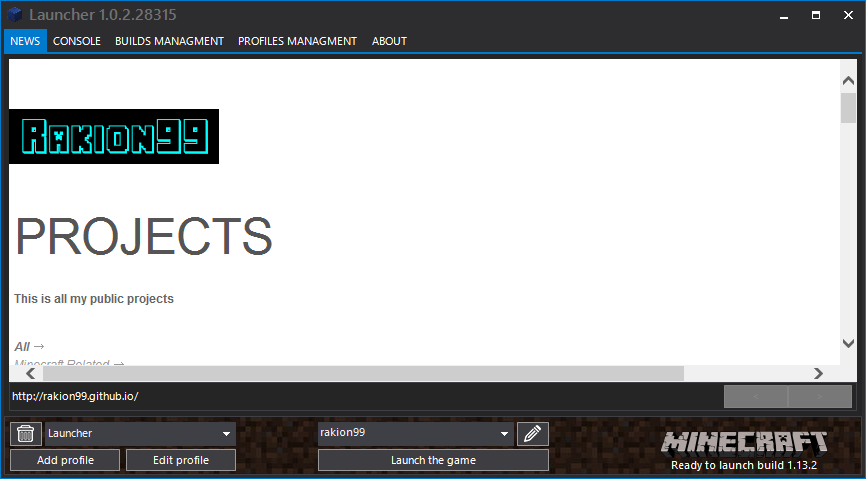 Launcher 1.0.2.28315
NEWS CONSOLE BUILDS MANAGMENT PROFILES MANAGMENT ABOUT
Rakion99
PROJECTS
This is all my public projects
All →
Minecraft Related →
http://rakion99.github.io/
Launcher rakion99
MINECRAFT
Add profile Edit profile Launch the game Ready to launch build 1.13.2